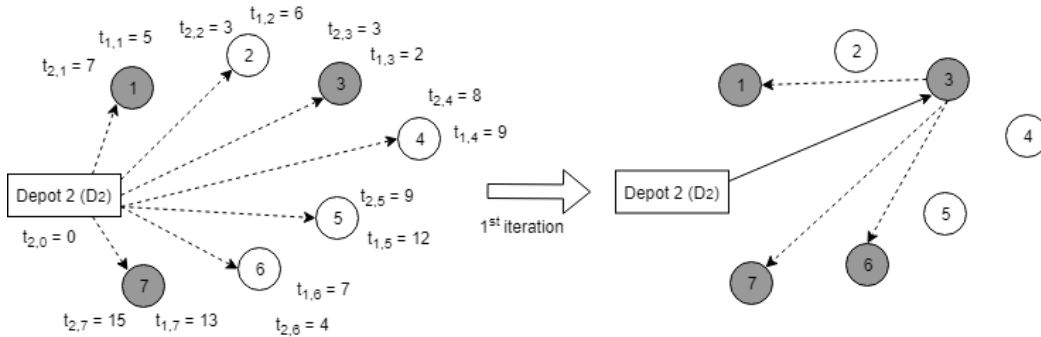 t1,1 = 5
t2,1 = 7
1
t2,2 = 3
t1,2 = 6
2
t2,3 = 3
t1,3 = 2
3
t2,4 = 8
t1,4 = 9
4
Depot 2 (D2)
t2,0 = 0
t2,5 = 9
5
t1,5 = 12
6
t1,6 = 7
t2,6 = 4
7
t2,7 = 15
t1,7 = 13
1st iteration
2
1
3
4
Depot 2 (D2)
5
6
7